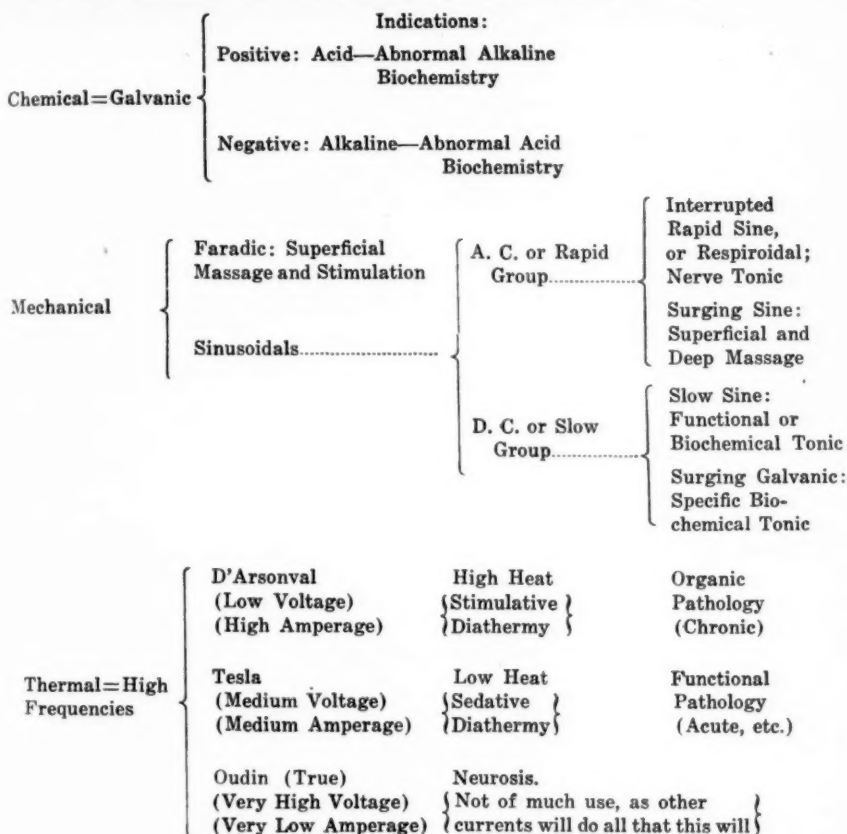 Indications:
Positive: Acid—Abnormal Alkaline
Biochemistry
Chemical=Galvanic
Negative: Alkaline—Abnormal Acid
Biochemistry
Mechanical
Faradic: Superficial
Massage and Stimulation
Sinusoidals
A. C. or Rapid
Group
Interrupted
Rapid Sine,
or Respiroidal;
Nerve Tonic
Surging Sine:
Superficial and
Deep Massage
D. C. or Slow
Group
Slow Sine:
Functional or
Biochemical Tonic
Surging Galvanic:
Specific Bio-
chemical Tonic
Thermal=High
Frequencies
D'Arsonval
(Low Voltage)
(High Amperage)
High Heat
Stimulative
Diathermy
Organic
Pathology
(Chronic)
Tesla
(Medium Voltage)
(Medium Amperage)
Low Heat
Sedative
Diathermy
Functional
Pathology
(Acute, etc.)
Oudin (True)
(Very High Voltage)
(Very Low Amperage)
Neurosis.
Not of much use, as other
currents will do all that this will